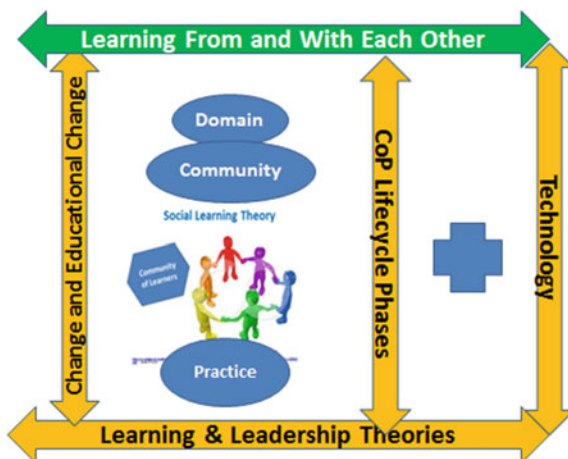 Learning From and With Each Other
Change and Educational Change
Domain
Community
Social Learning Theory
Community
of Learners
Practice
CoP Lifecycle Phases
Technology
Learning & Leadership Theories